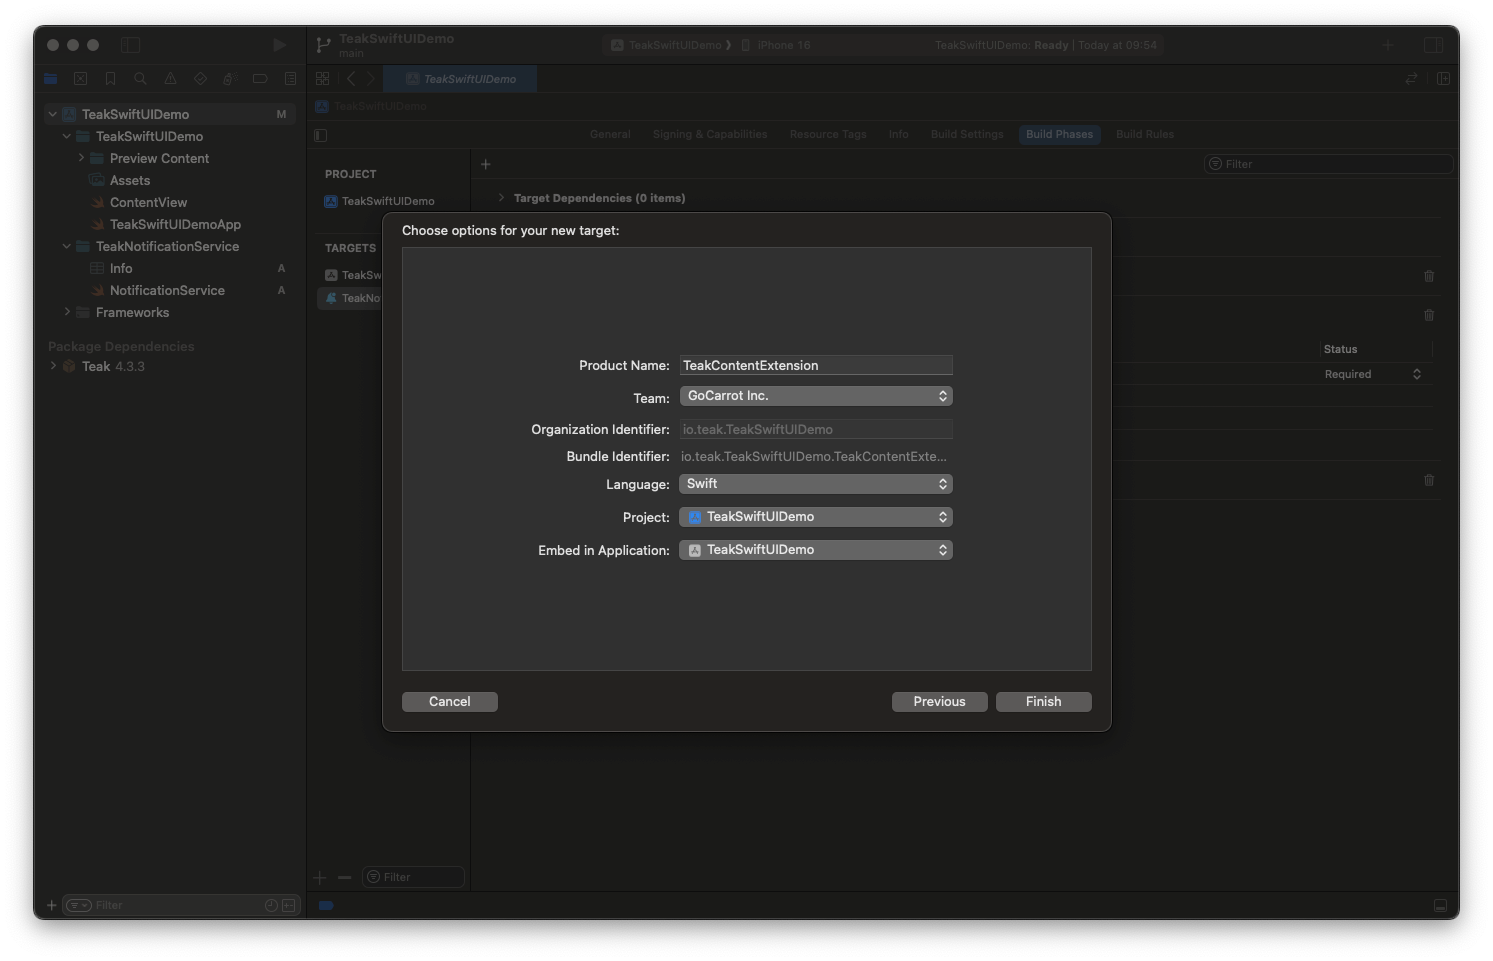 TeakSwiftUIDemo
main
TeakSwiftUIDemo ❯ iPhone 16
TeakSwiftUIDemo: Ready | Today at 09:54
TeakSwiftUIDemo
TeakSwiftUIDemo
TeakSwiftUIDemo M
TeakSwiftUIDemo
Preview Content
Assets
ContentView
TeakSwiftUIDemoApp
TeakNotificationService
Info A
NotificationService A
Frameworks
Package Dependencies
Teak 4.3.3
Filter
General Signing & Capabilities Resource Tags Info Build Settings Build Phases Build Rules
PROJECT
TeakSwiftUIDemo
TARGETS
TeakSw
TeakNo
Filter
Filter
Target Dependencies (0 items)
Status
Required
Choose options for your new target:
Product Name: TeakContentExtension
Team: GoCarrot Inc.
Organization Identifier: io.teak.TeakSwiftUIDemo
Bundle Identifier: io.teak.TeakSwiftUIDemo.TeakContentExte...
Language: Swift
Project: TeakSwiftUIDemo
Embed in Application: TeakSwiftUIDemo
Cancel Previous Finish